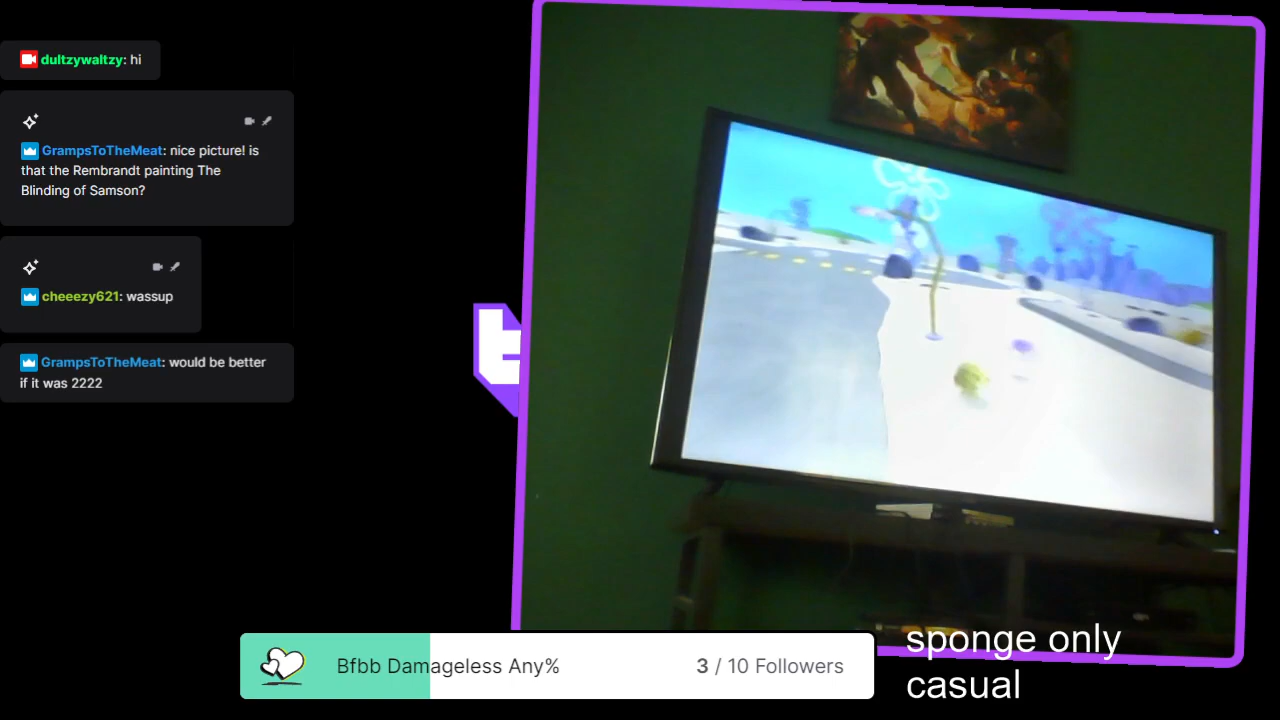 dultzywaltzy: hi
GrampsToTheMeat: nice picture! is
that the Rembrandt painting The
Blinding of Samson?
cheeezy621: wassup
GrampsToTheMeat: would be better
if it was 2222
Bfbb Damageless Any% 3 / 10 Followers
sponge only
casual